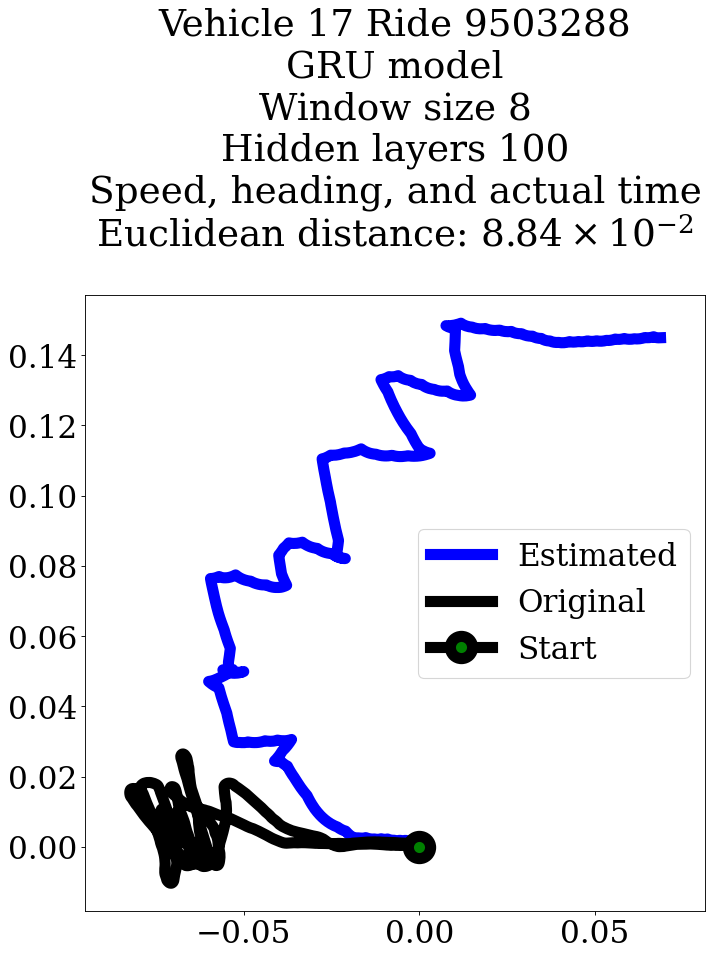 Vehicle 17 Ride 9503288
GRU model
Window size 8
Hidden layers 100
Speed, heading, and actual time
Euclidean distance: 8.84 × 10⁻²
0.14
0.12
0.10
0.08
0.06
0.04
0.02
0.00
Estimated
Original
Start
−0.05
0.00
0.05